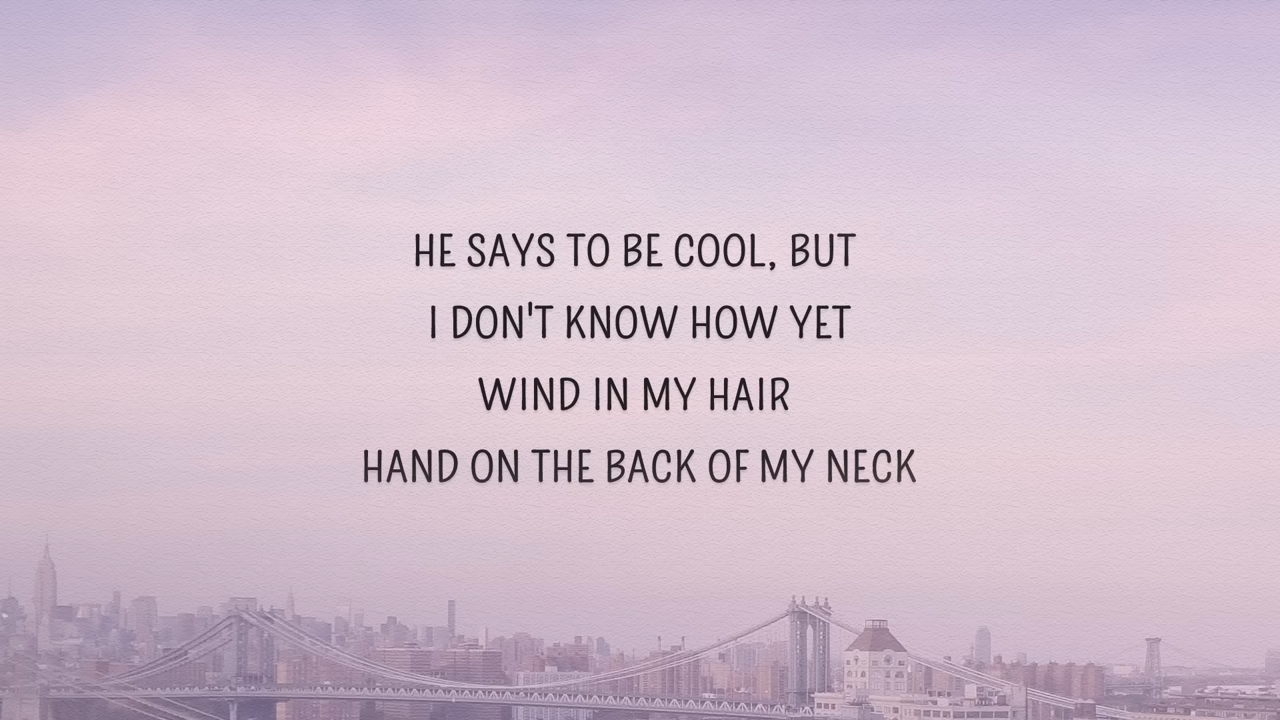 HE SAYS TO BE COOL, BUT
I DON'T KNOW HOW YET
WIND IN MY HAIR
HAND ON THE BACK OF MY NECK